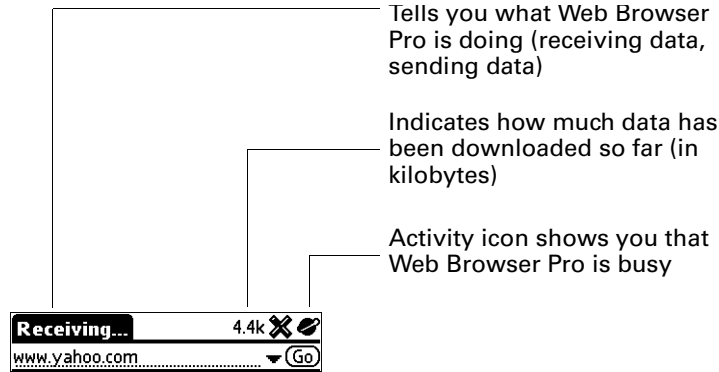 Tells you what Web Browser
Pro is doing (receiving data,
sending data)
Indicates how much data has
been downloaded so far (in
kilobytes)
Activity icon shows you that
Web Browser Pro is busy
Receiving... 4.4k
www.yahoo.com Go